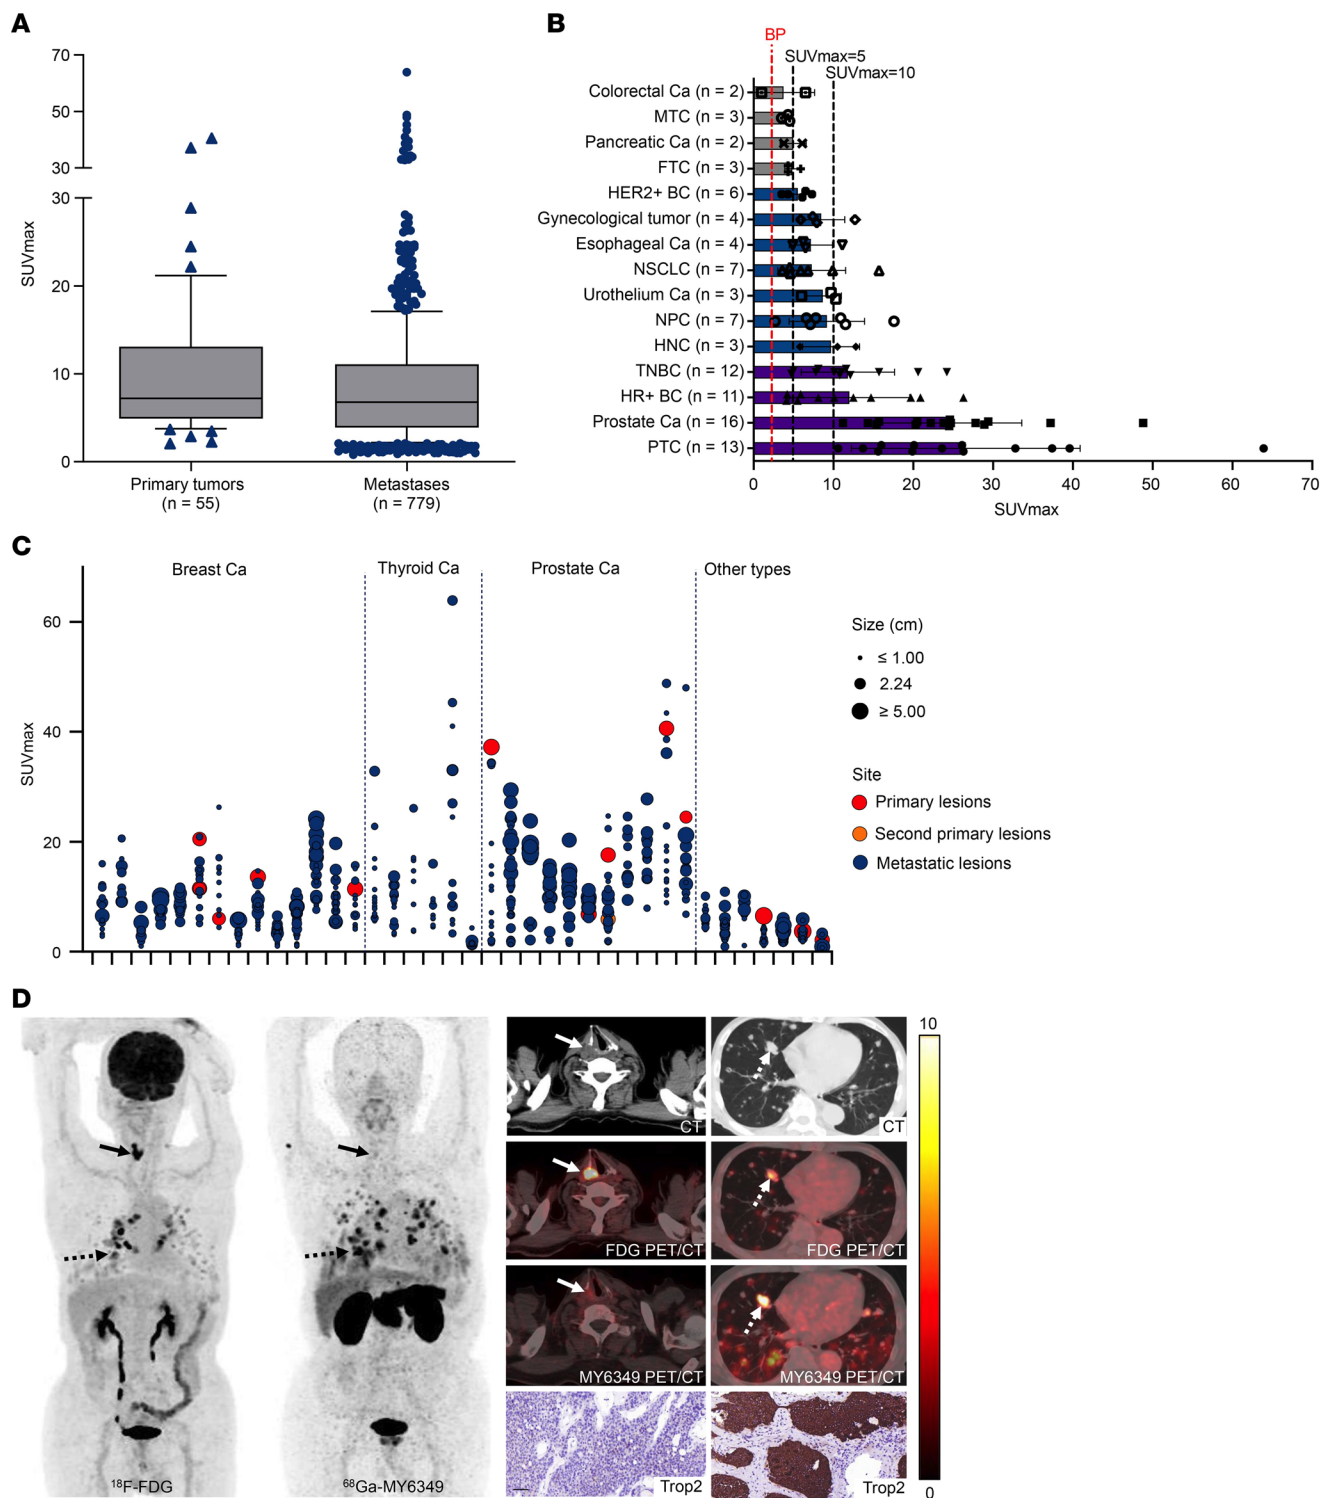 A
70
50
30
30
20
10
0
SUVmax
Primary tumors
(n = 55)
Metastases
(n = 779)
B
BP
SUVmax=5
SUVmax=10
Colorectal Ca (n = 2)
MTC (n = 3)
Pancreatic Ca (n = 2)
FTC (n = 3)
HER2+ BC (n = 6)
Gynecological tumor (n = 4)
Esophageal Ca (n = 4)
NSCLC (n = 7)
Urothelium Ca (n = 3)
NPC (n = 7)
HNC (n = 3)
TNBC (n = 12)
HR+ BC (n = 11)
Prostate Ca (n = 16)
PTC (n = 13)
0 10 20 30 40 50 60 70
SUVmax
C
Breast Ca Thyroid Ca Prostate Ca Other types
60
40
20
0
SUVmax
Size (cm)
≤ 1.00
2.24
≥ 5.00
Site
Primary lesions
Second primary lesions
Metastatic lesions
D
¹⁸F-FDG
⁶⁸Ga-MY6349
CT
CT
FDG PET/CT
FDG PET/CT
MY6349 PET/CT
MY6349 PET/CT
Trop2
Trop2
10
0